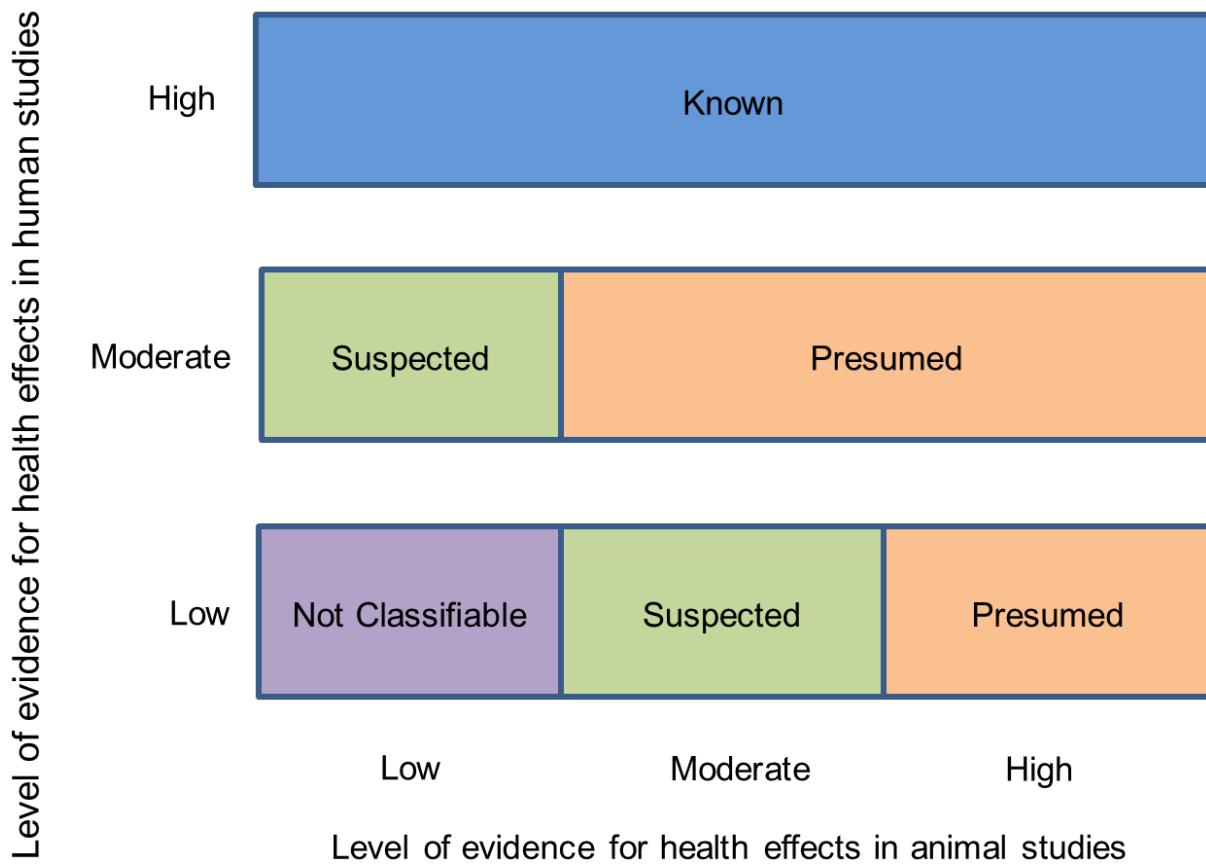 Level of evidence for health effects in human studies
High
Known
Moderate
Suspected
Presumed
Low
Not Classifiable
Suspected
Presumed
Low
Moderate
High
Level of evidence for health effects in animal studies